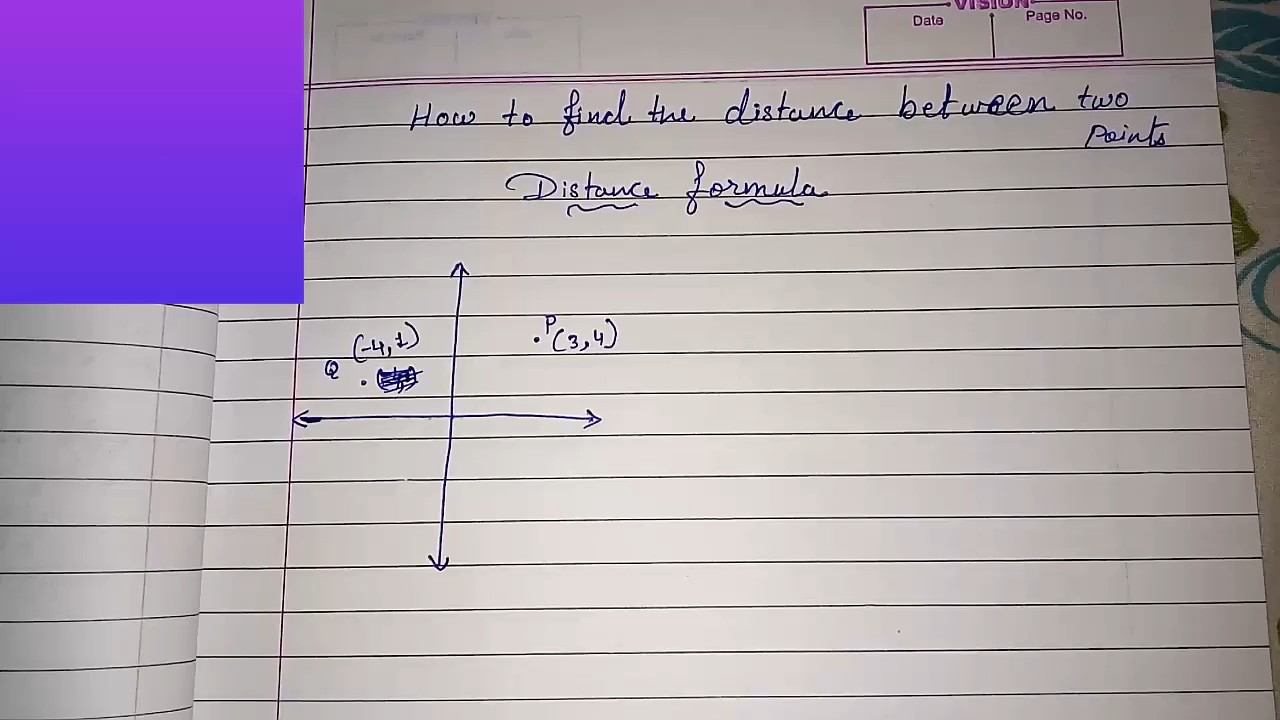 VISION
Date
Page No.
How to find the distance between two
Points
Distance formula
P
(3,4)
(-4,1)
Q